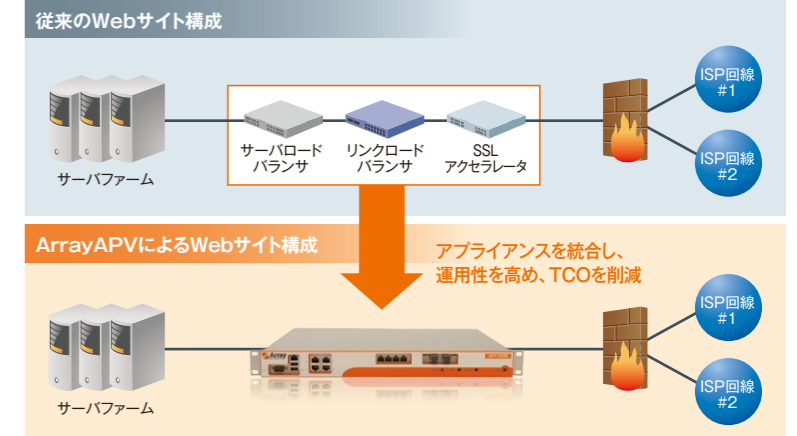 従来のWebサイト構成
ISP回線
#1
サーバロード
バランサ
リンクロード
バランサ
SSL
アクセラレータ
サーバファーム
ISP回線
#2
ArrayAPVによるWebサイト構成
アプライアンスを統合し、
運用性を高め、TCOを削減
ISP回線
#1
Array
サーバファーム
ISP回線
#2